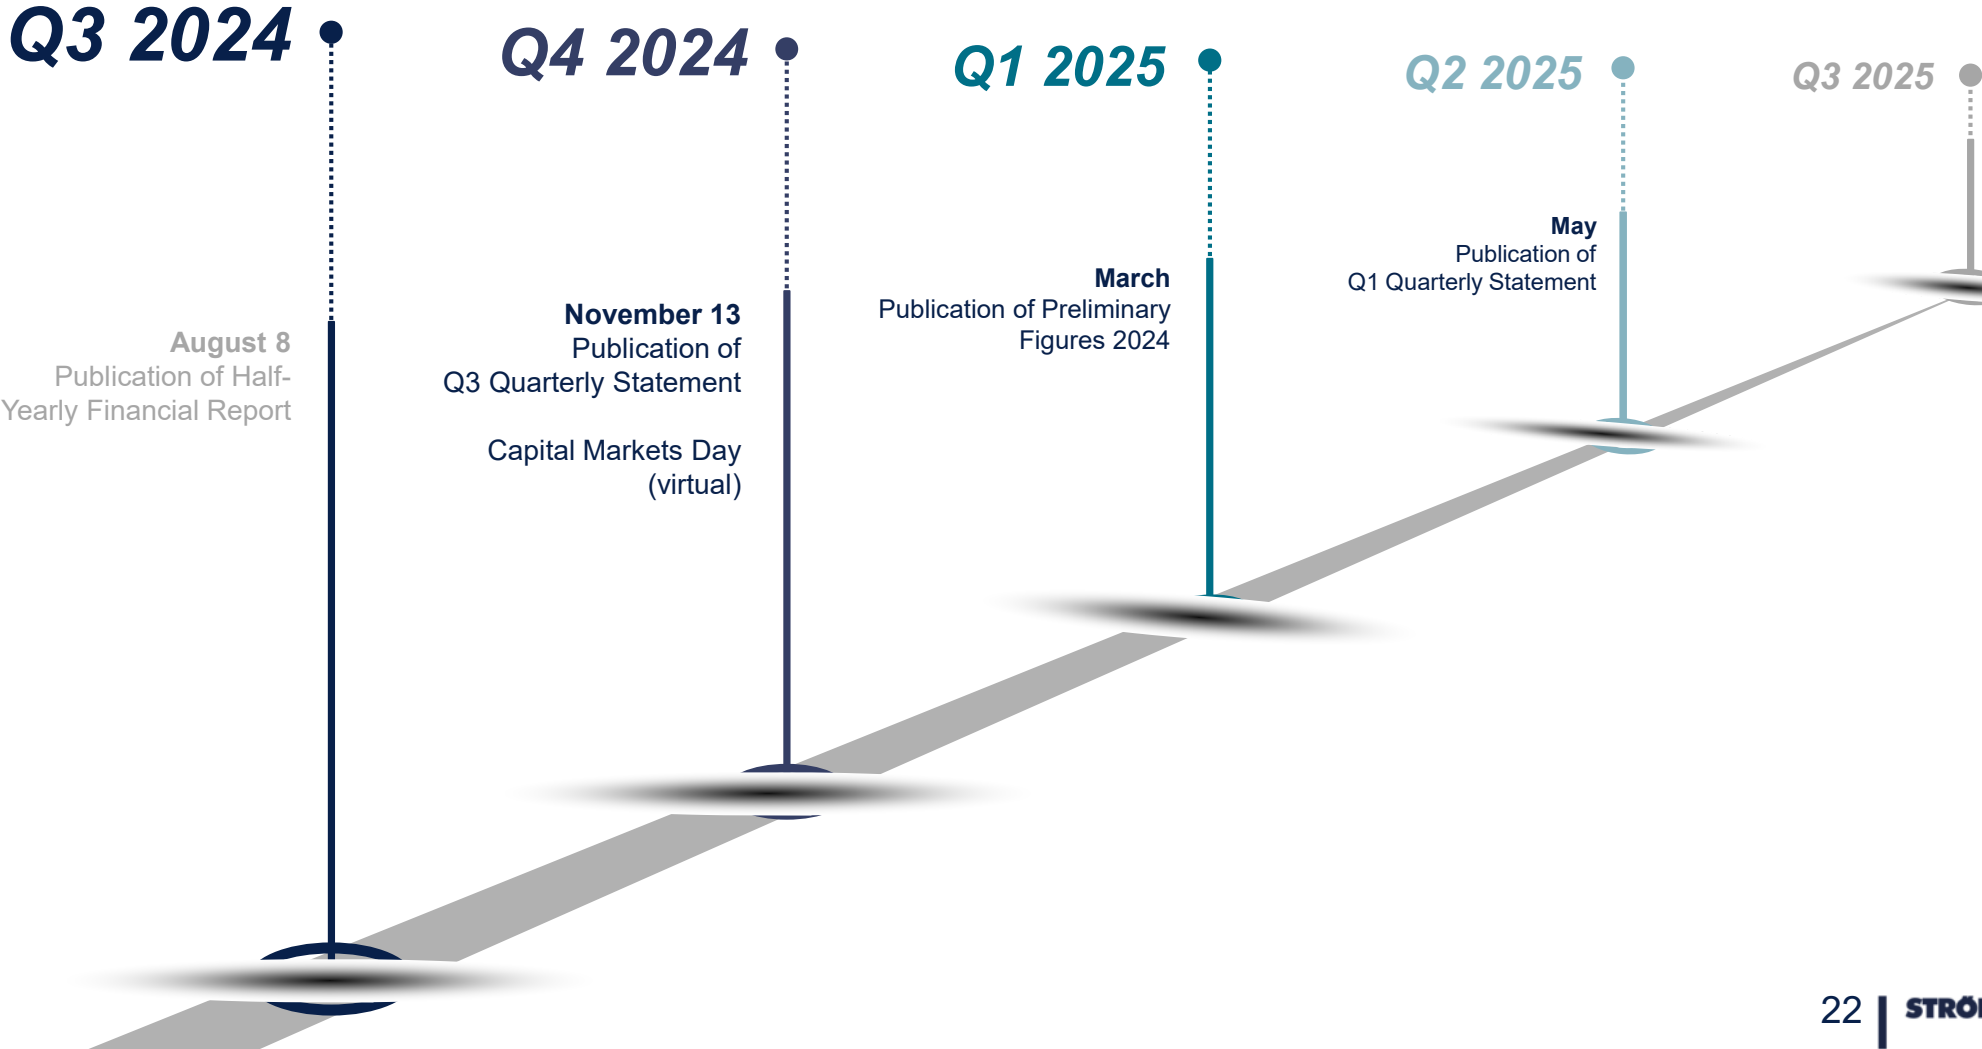 Q3 2024
August 8
Publication of Half-
Yearly Financial Report
Q4 2024
November 13
Publication of
Q3 Quarterly Statement
Capital Markets Day
(virtual)
Q1 2025
March
Publication of Preliminary
Figures 2024
Q2 2025
May
Publication of
Q1 Quarterly Statement
Q3 2025
22